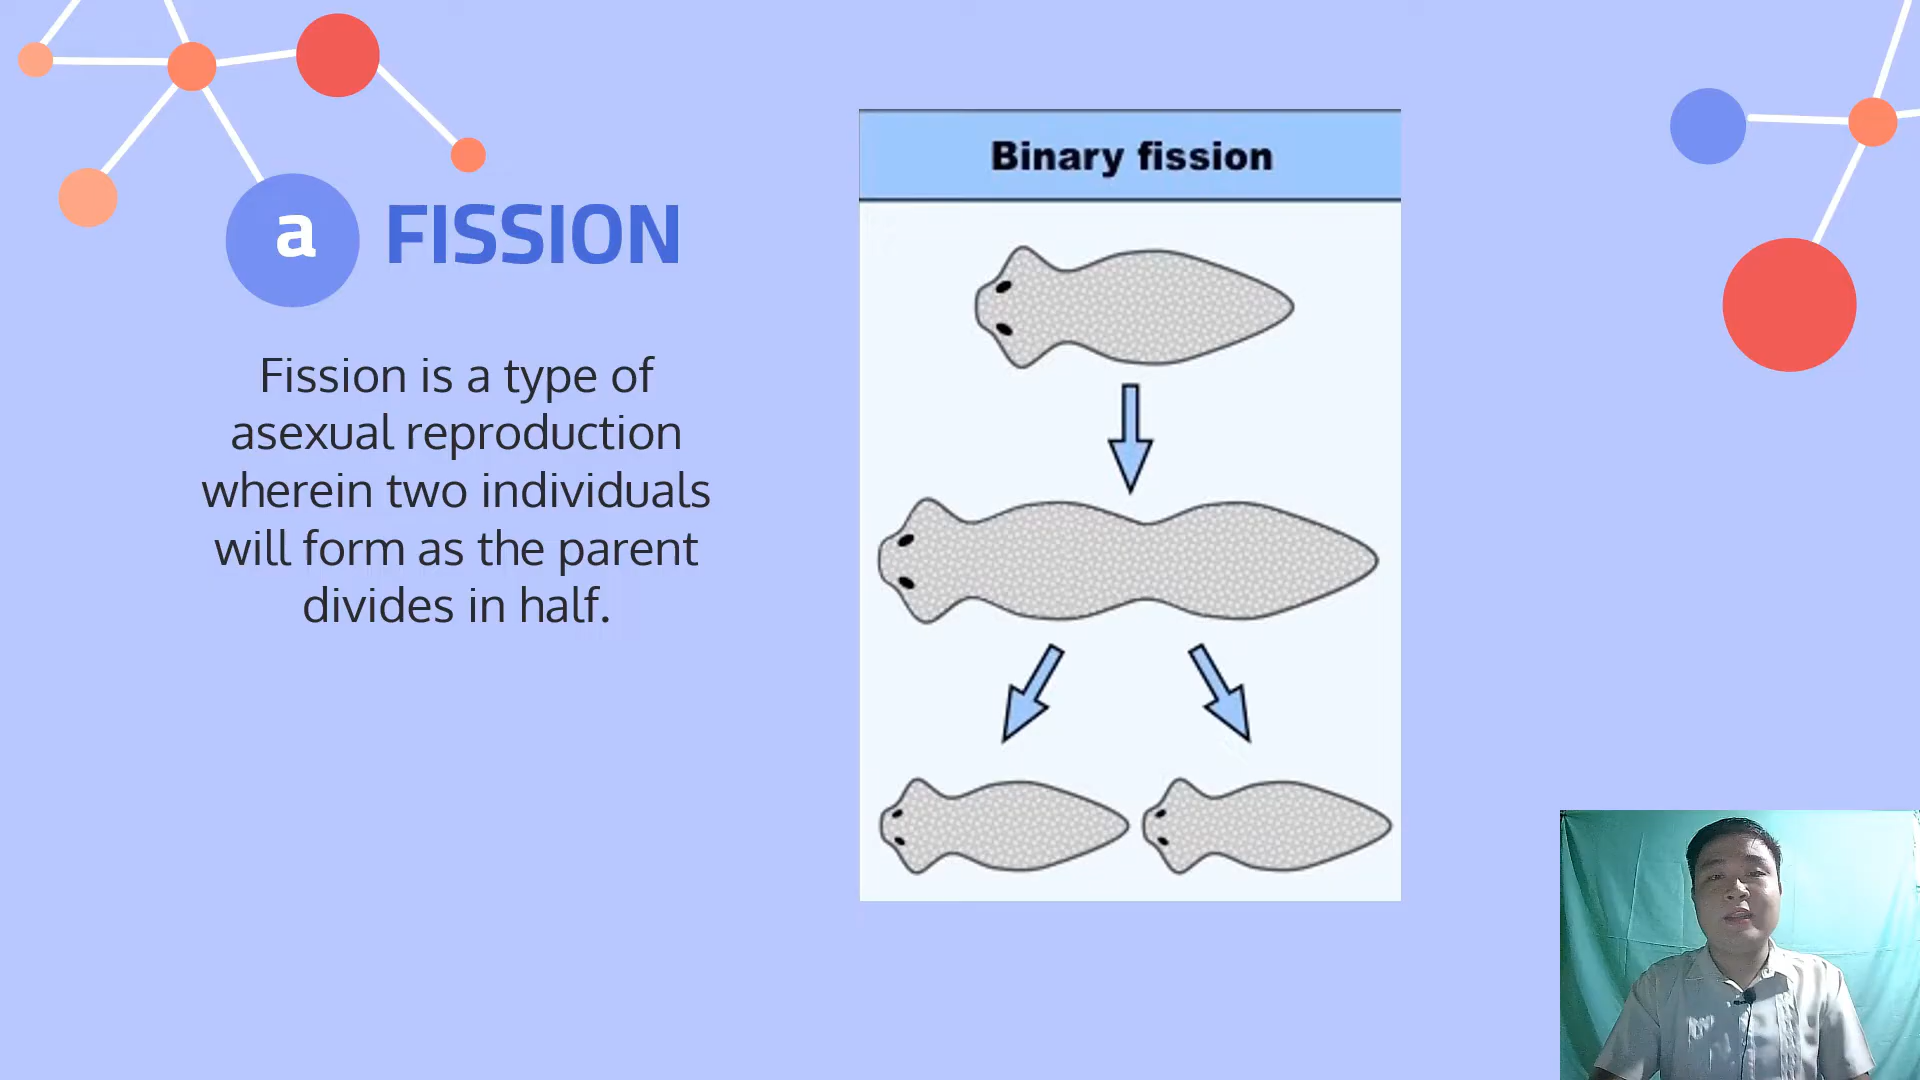 a FISSION
Fission is a type of
asexual reproduction
wherein two individuals
will form as the parent
divides in half.
Binary fission